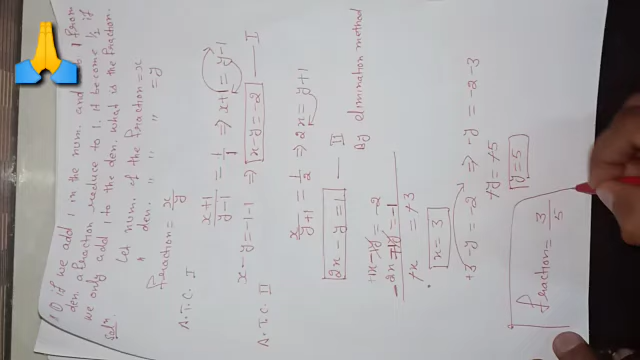 Q if we add 1 in the num. and sub 1 from
den. a fraction reduce to 1. it become 1/2 if
we only add 1 to the den. what is the fraction.
Soln. Let num. of the fraction = x
" den. " " " = y
fraction = x/y
A.T.C. I
x+1/y-1 = 1/1 ⇒ x+1 = y-1
x-y = -1-1 ⇒ x-y = -2 — I
A.T.C. II
x/y+1 = 1/2 ⇒ 2x = y+1
2x - y = 1 — II
By elimination method
x - y = -2
2x - y = 1
x = 3
+3 - y = -2 ⇒ -y = -2-3
+y = +5
y = 5
fraction = 3/5